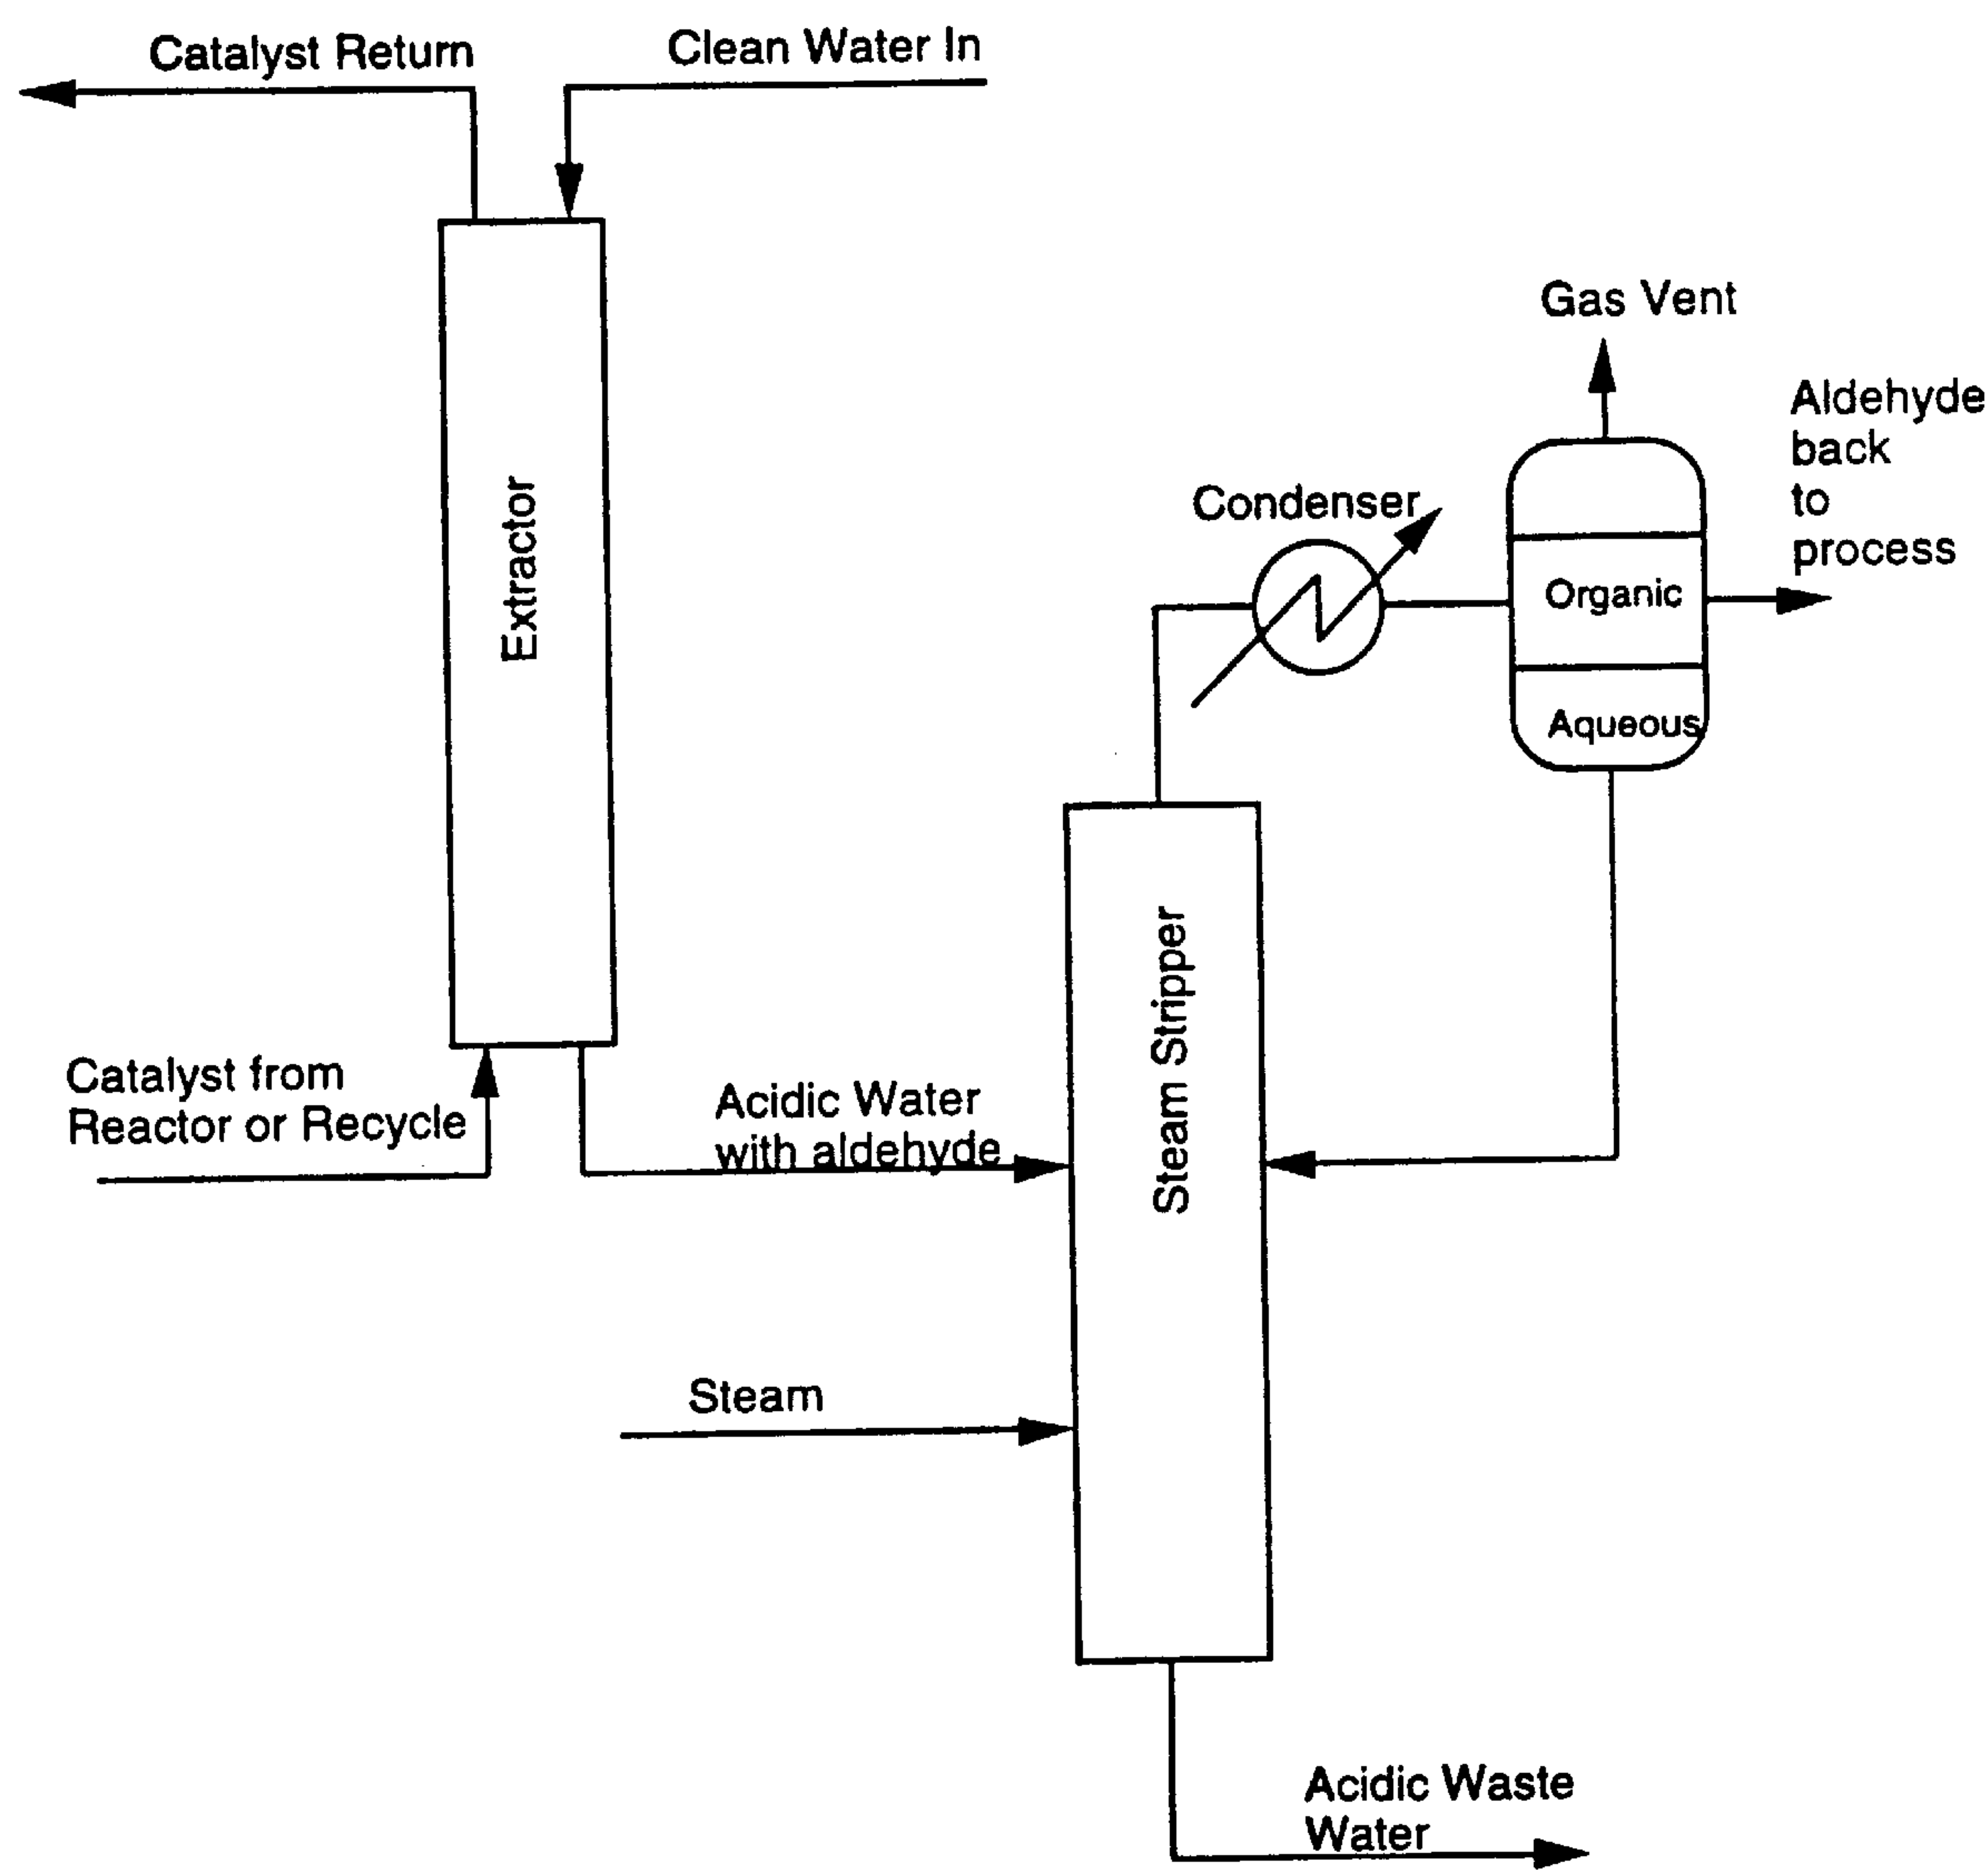 Catalyst Return
Clean Water In
Extractor
Gas Vent
Aldehyde
back
to
process
Condenser
Organic
Aqueous
Steam Stripper
Catalyst from
Reactor or Recycle
Acidic Water
with aldehyde
Steam
Acidic Waste
Water